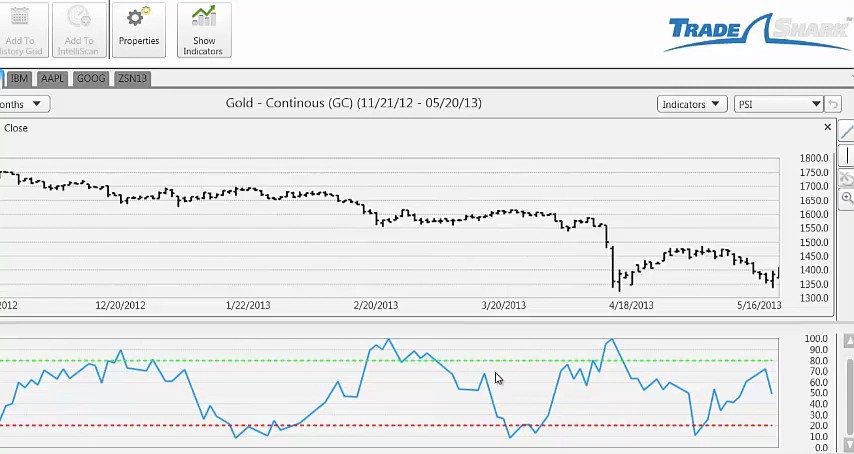 Add To
istory Grid
Add To
IntelliScan
Properties
Show
Indicators
TRADE SHARK
IBM
AAPL
GOOG
ZSN13
onths
Gold - Continous (GC) (11/21/12 - 05/20/13)
Indicators
PSI
Close
1800.0
1750.0
1700.0
1650.0
1600.0
1550.0
1500.0
1450.0
1400.0
1350.0
1300.0
2012
12/20/2012
1/22/2013
2/20/2013
3/20/2013
4/18/2013
5/16/2013
100.0
90.0
80.0
70.0
60.0
50.0
40.0
30.0
20.0
10.0
0.0